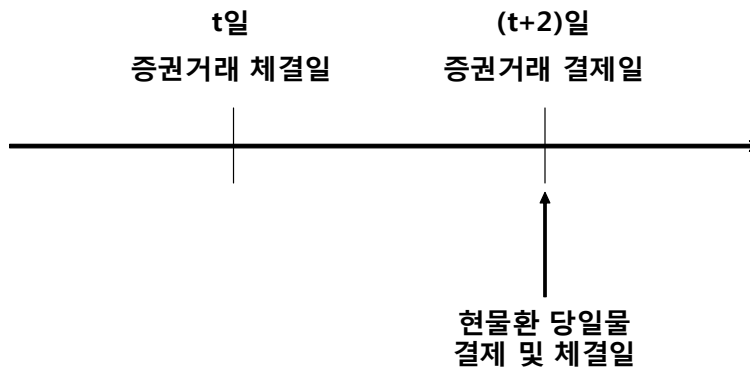 t일
증권거래 체결일
(t+2)일
증권거래 결제일
현물환 당일물
결제 및 체결일